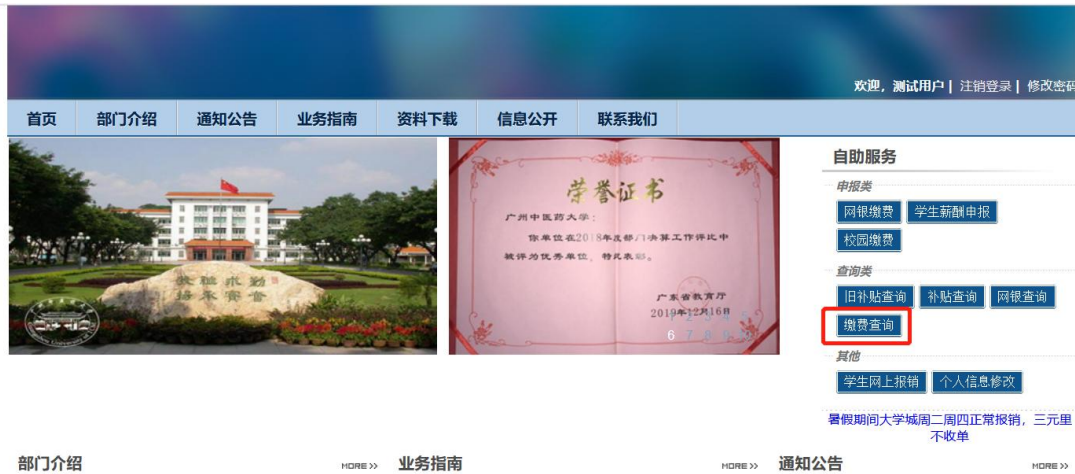 欢迎，测试用户 | 注销登录 | 修改密码
首页 部门介绍 通知公告 业务指南 资料下载 信息公开 联系我们
荣誉证书
广州中医药大学：
你单位在2018年度部门决算工作评比中
被评为优秀单位，特此表彰。
广东省教育厅
2019年12月16日
自助服务
申报类
网银缴费 学生薪酬申报
校园缴费
查询类
旧补贴查询 补贴查询 网银查询
缴费查询
其他
学生网上报销 个人信息修改
暑假期间大学城周二周四正常报销，三元里
不收单
部门介绍 MORE >> 业务指南 MORE >> 通知公告 MORE >>